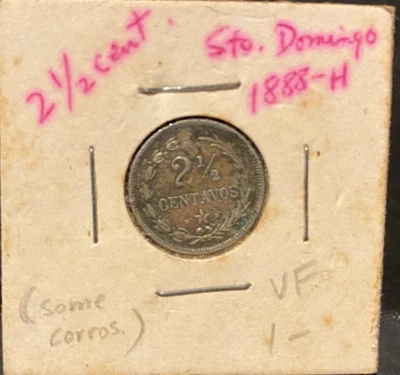 2 1/2 cent.
Sto. Domingo
1888-H
2 1/2
CENTAVOS
(some
corros.)
VF
1-